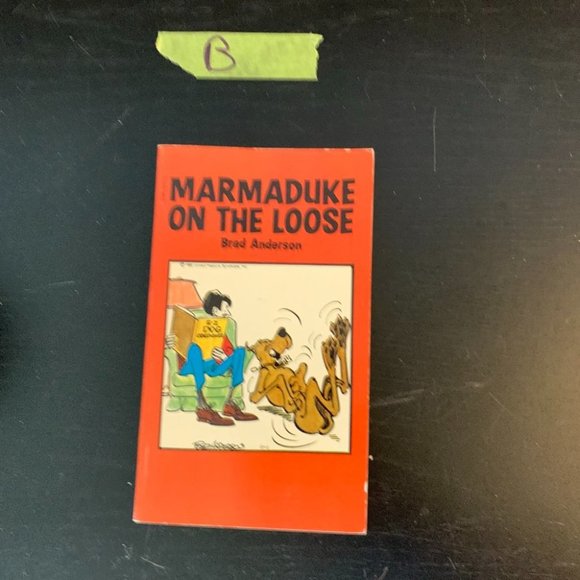 B
MARMADUKE
ON THE LOOSE
Brad Anderson
DOG